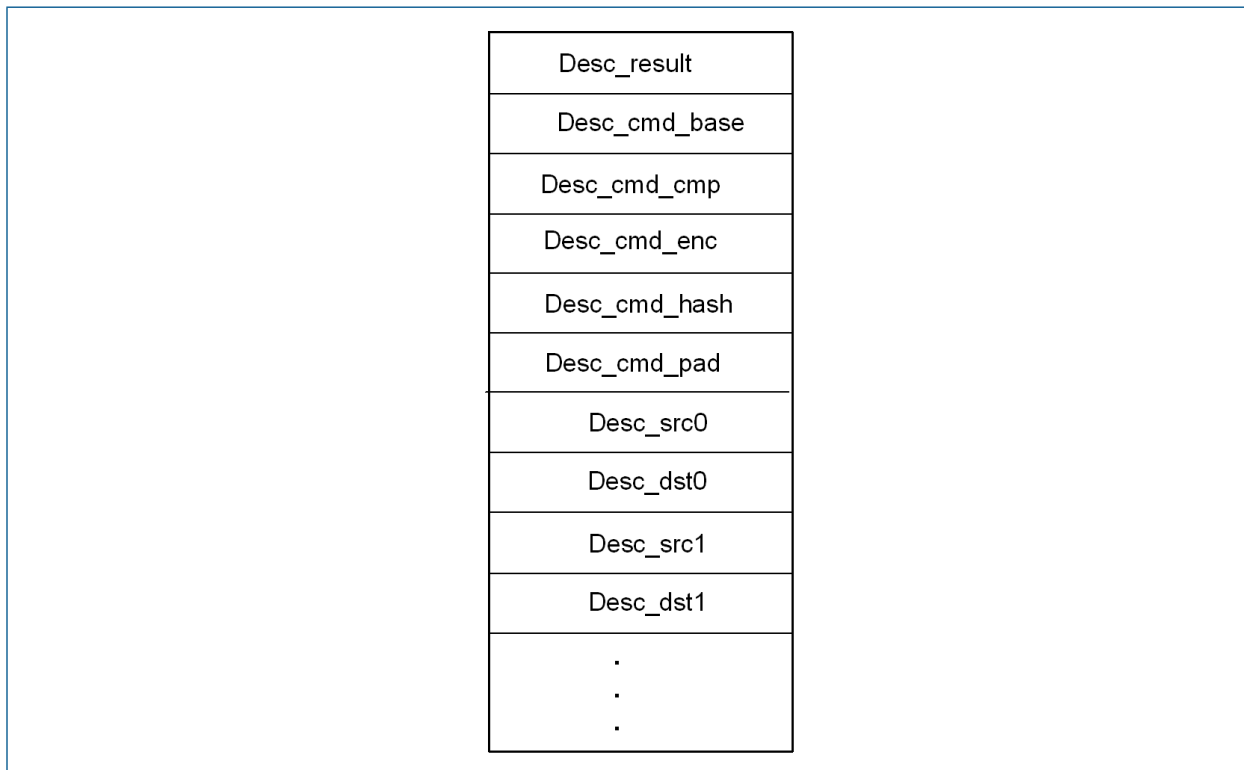 Desc_result
Desc_cmd_base
Desc_cmd_cmp
Desc_cmd_enc
Desc_cmd_hash
Desc_cmd_pad
Desc_src0
Desc_dst0
Desc_src1
Desc_dst1
.
.
.